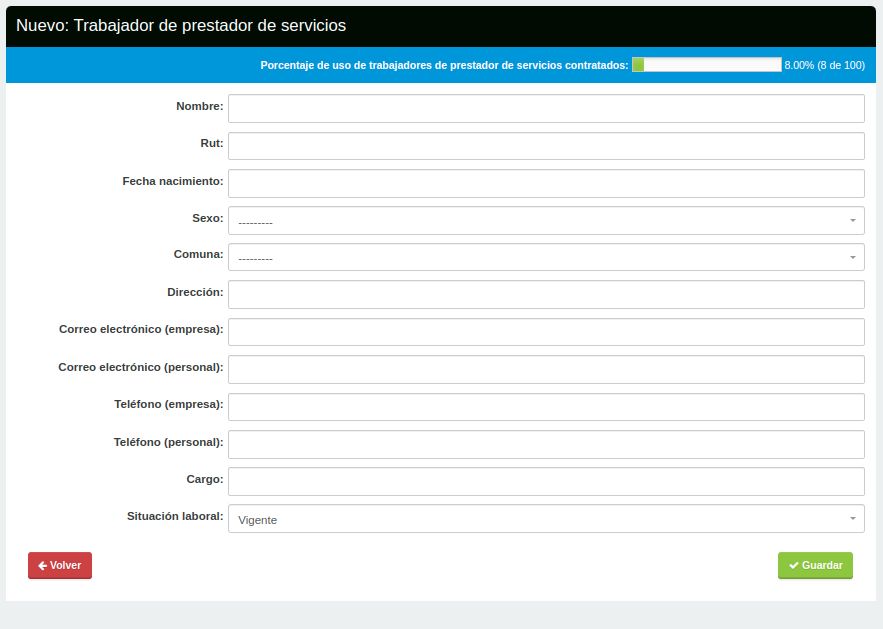 Nuevo: Trabajador de prestador de servicios
Porcentaje de uso de trabajadores de prestador de servicios contratados: 8.00% (8 de 100)
Nombre:
Rut:
Fecha nacimiento:
Sexo: ---------
Comuna: ---------
Dirección:
Correo electrónico (empresa):
Correo electrónico (personal):
Teléfono (empresa):
Teléfono (personal):
Cargo:
Situación laboral: Vigente
Volver Guardar